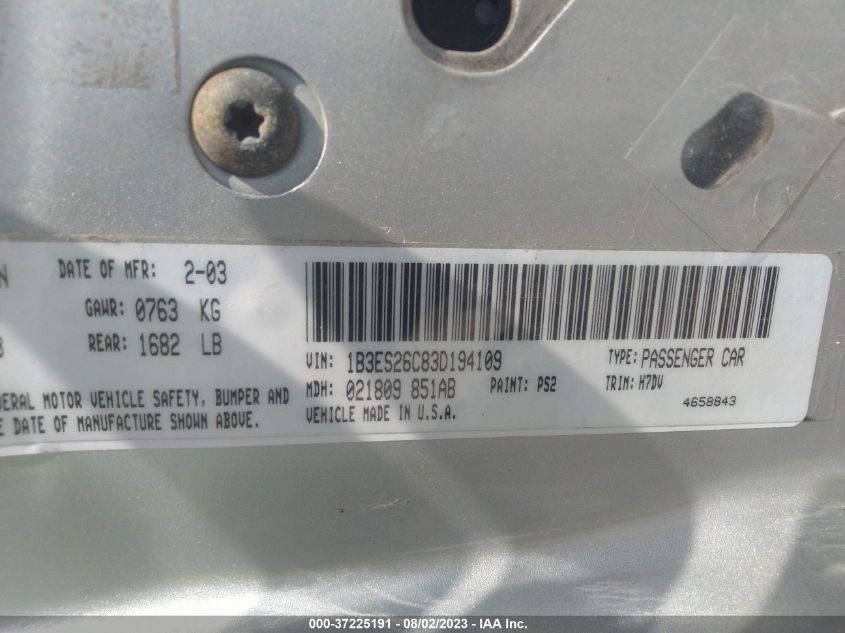 N DATE OF MFR: 2-03
GAWR: 0763 KG
REAR: 1682 LB
DERAL MOTOR VEHICLE SAFETY, BUMPER AND
E DATE OF MANUFACTURE SHOWN ABOVE.
VIN: 1B3ES26C83D194109 TYPE: PASSENGER CAR
MDH: 021809 851AB PAINT: PS2 TRIM: H7DV
VEHICLE MADE IN U.S.A. 4658843
000-37225191 - 08/02/2023 - IAA Inc.